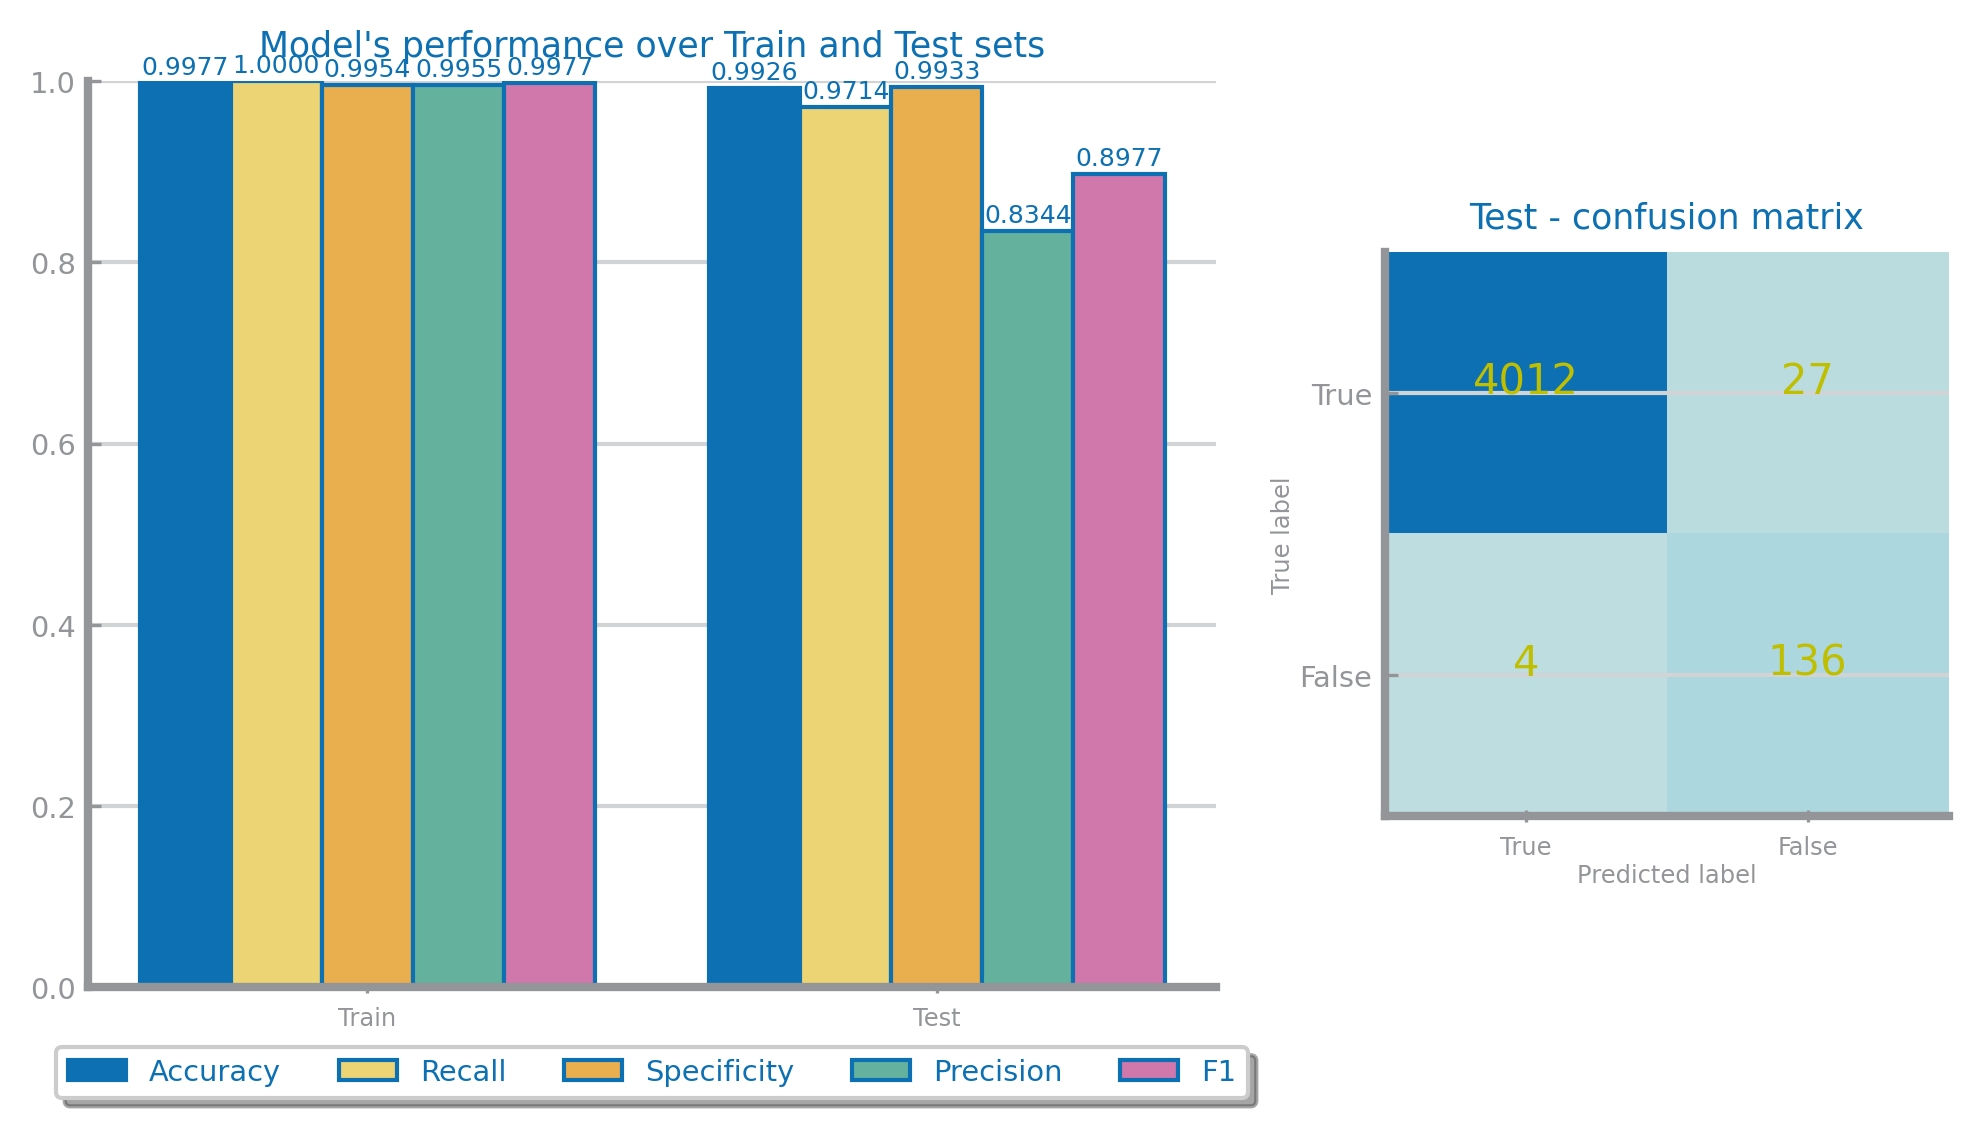 Model's performance over Train and Test sets
0.9977 1.0000 0.9954 0.9955 0.9977 0.9926 0.9714 0.9933 0.8344 0.8977
1.0
0.8
0.6
0.4
0.2
0.0
Train Test
Accuracy Recall Specificity Precision F1
Test - confusion matrix
True label
True 4012 27
False 4 136
True False
Predicted label